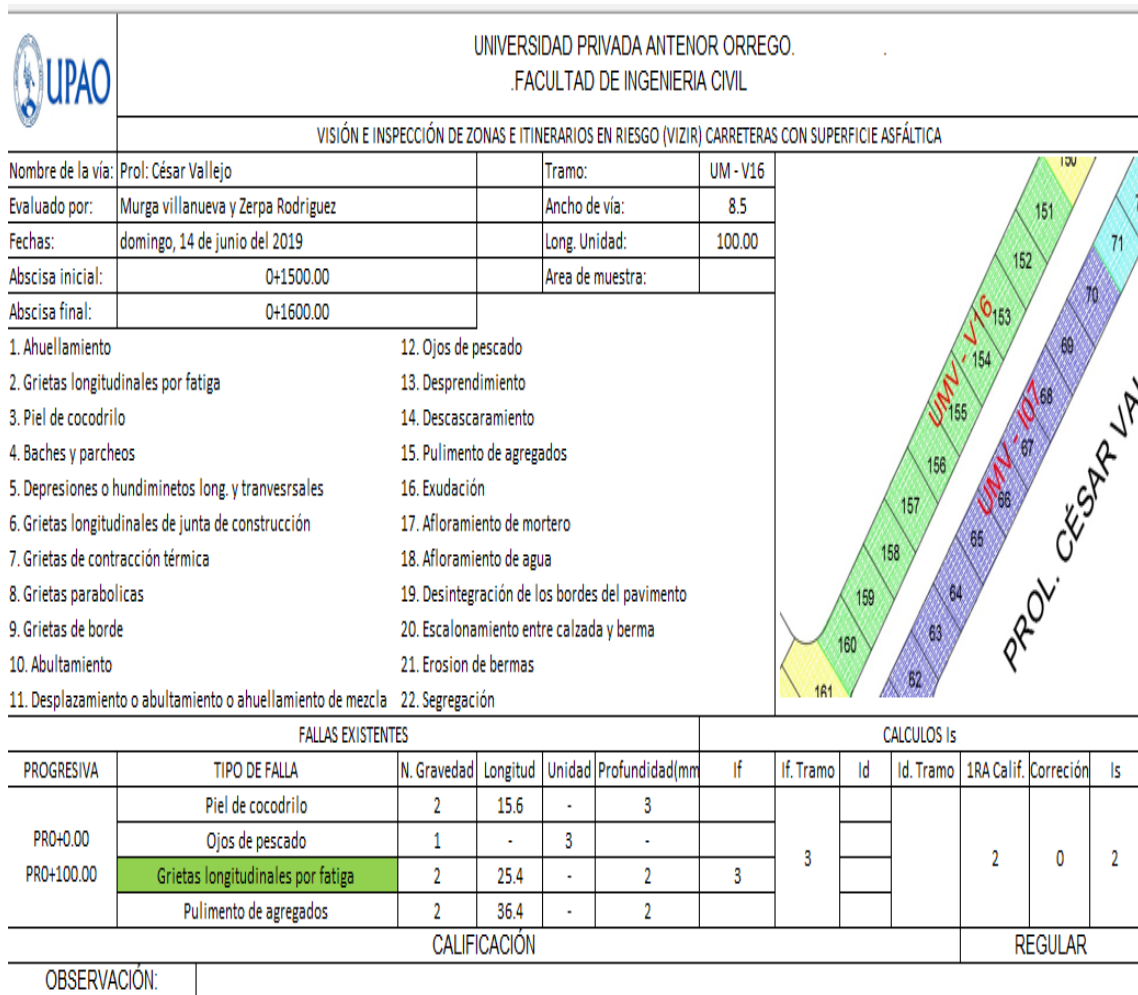 UPAO
UNIVERSIDAD PRIVADA ANTENOR ORREGO. .
.FACULTAD DE INGENIERIA CIVIL
VISIÓN E INSPECCIÓN DE ZONAS E ITINERARIOS EN RIESGO (VIZIR) CARRETERAS CON SUPERFICIE ASFÁLTICA
Nombre de la vía: Prol: César Vallejo Tramo: UM - V16
Evaluado por: Murga villanueva y Zerpa Rodriguez Ancho de vía: 8.5
Fechas: domingo, 14 de junio del 2019 Long. Unidad: 100.00
Abscisa inicial: 0+1500.00 Area de muestra:
Abscisa final: 0+1600.00
1. Ahuellamiento
2. Grietas longitudinales por fatiga
3. Piel de cocodrilo
4. Baches y parcheos
5. Depresiones o hundiminetos long. y tranvesrsales
6. Grietas longitudinales de junta de construcción
7. Grietas de contracción térmica
8. Grietas parabolicas
9. Grietas de borde
10. Abultamiento
11. Desplazamiento o abultamiento o ahuellamiento de mezcla
12. Ojos de pescado
13. Desprendimiento
14. Descascaramiento
15. Pulimento de agregados
16. Exudación
17. Afloramiento de mortero
18. Afloramiento de agua
19. Desintegración de los bordes del pavimento
20. Escalonamiento entre calzada y berma
21. Erosion de bermas
22. Segregación
150
151
152
153
154
155
156
157
158
159
160
161
UMV - V16
71
70
69
68
67
66
65
64
63
62
UMV - I07
PROL. CÉSAR VAL
FALLAS EXISTENTES CALCULOS Is
PROGRESIVA TIPO DE FALLA N. Gravedad Longitud Unidad Profundidad(mm If If. Tramo Id Id. Tramo 1RA Calif. Correción Is
Piel de cocodrilo 2 15.6 - 3
PR0+0.00 Ojos de pescado 1 - 3 -
3 2 0 2
PR0+100.00 Grietas longitudinales por fatiga 2 25.4 - 2 3
Pulimento de agregados 2 36.4 - 2
CALIFICACIÓN REGULAR
OBSERVACIÓN: